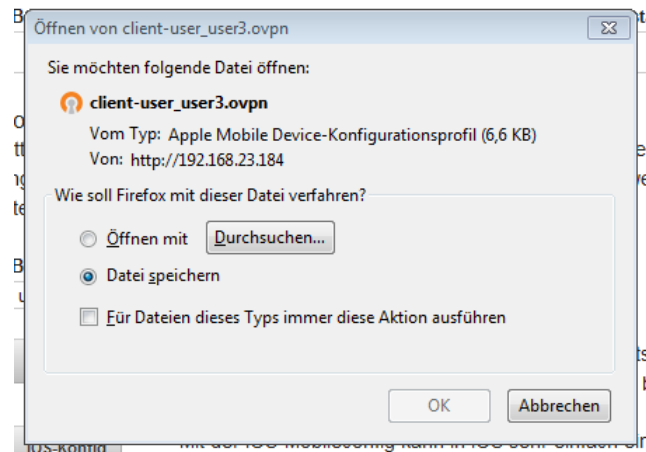 Öffnen von client-user_user3.ovpn
Sie möchten folgende Datei öffnen:
client-user_user3.ovpn
Vom Typ: Apple Mobile Device-Konfigurationsprofil (6,6 KB)
Von: http://192.168.23.184
Wie soll Firefox mit dieser Datei verfahren?
Öffnen mit
Durchsuchen...
Datei speichern
Für Dateien dieses Typs immer diese Aktion ausführen
OK
Abbrechen